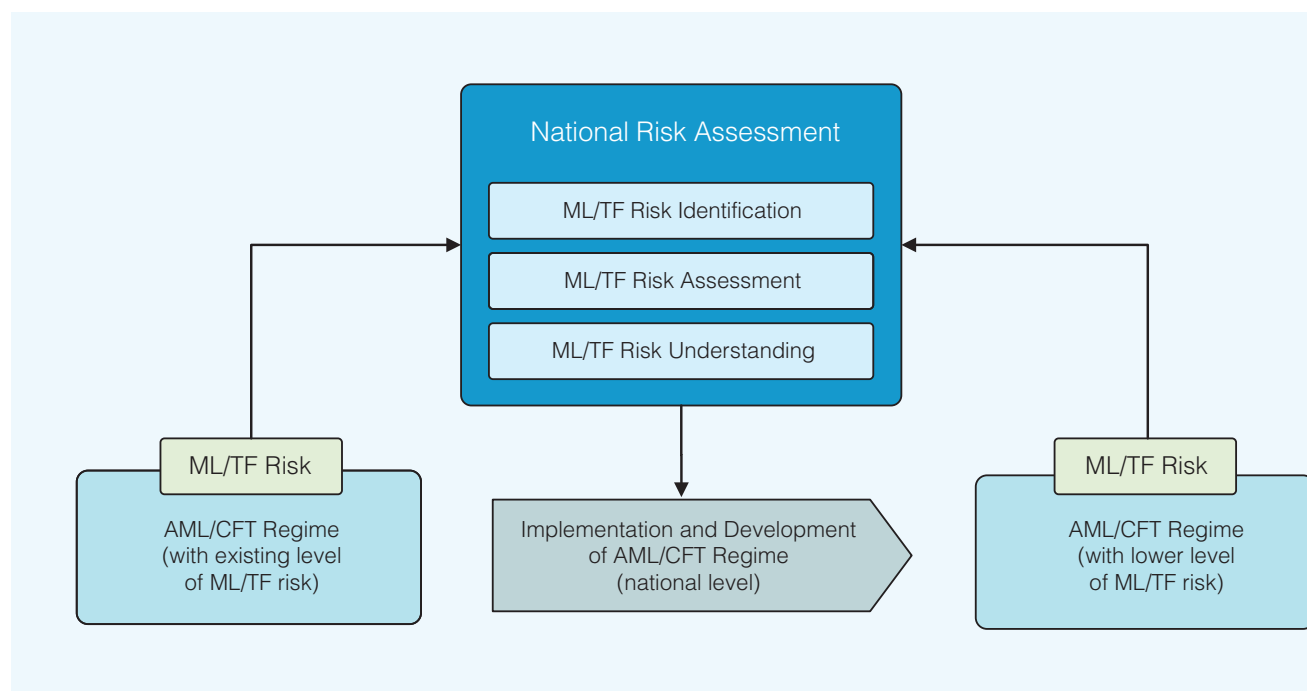 National Risk Assessment
ML/TF Risk Identification
ML/TF Risk Assessment
ML/TF Risk Understanding
ML/TF Risk
AML/CFT Regime
(with existing level
of ML/TF risk)
Implementation and Development
of AML/CFT Regime
(national level)
ML/TF Risk
AML/CFT Regime
(with lower level
of ML/TF risk)